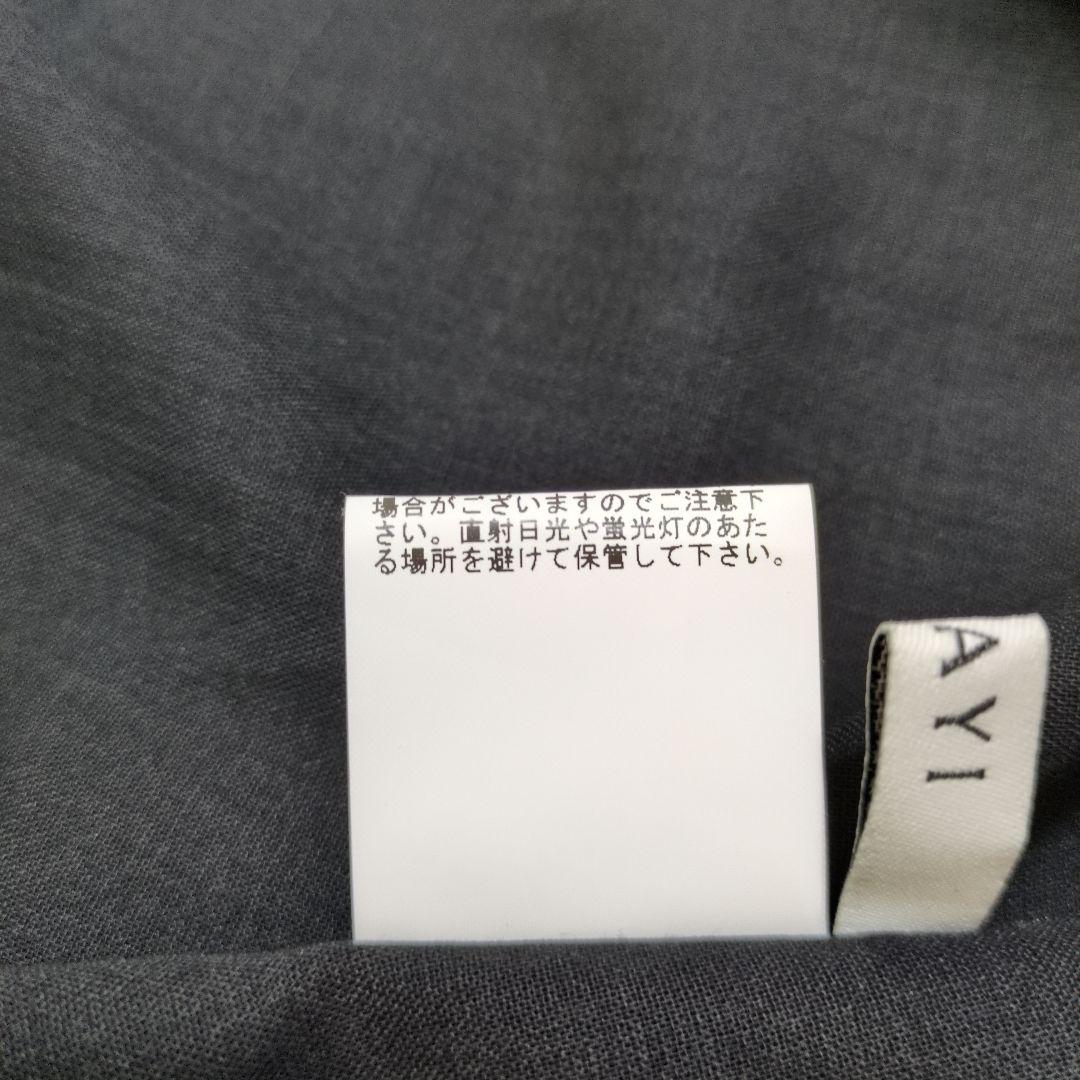 場合がございますのでご注意下
さい。直射日光や蛍光灯のあた
る場所を避けて保管して下さい。
AYI